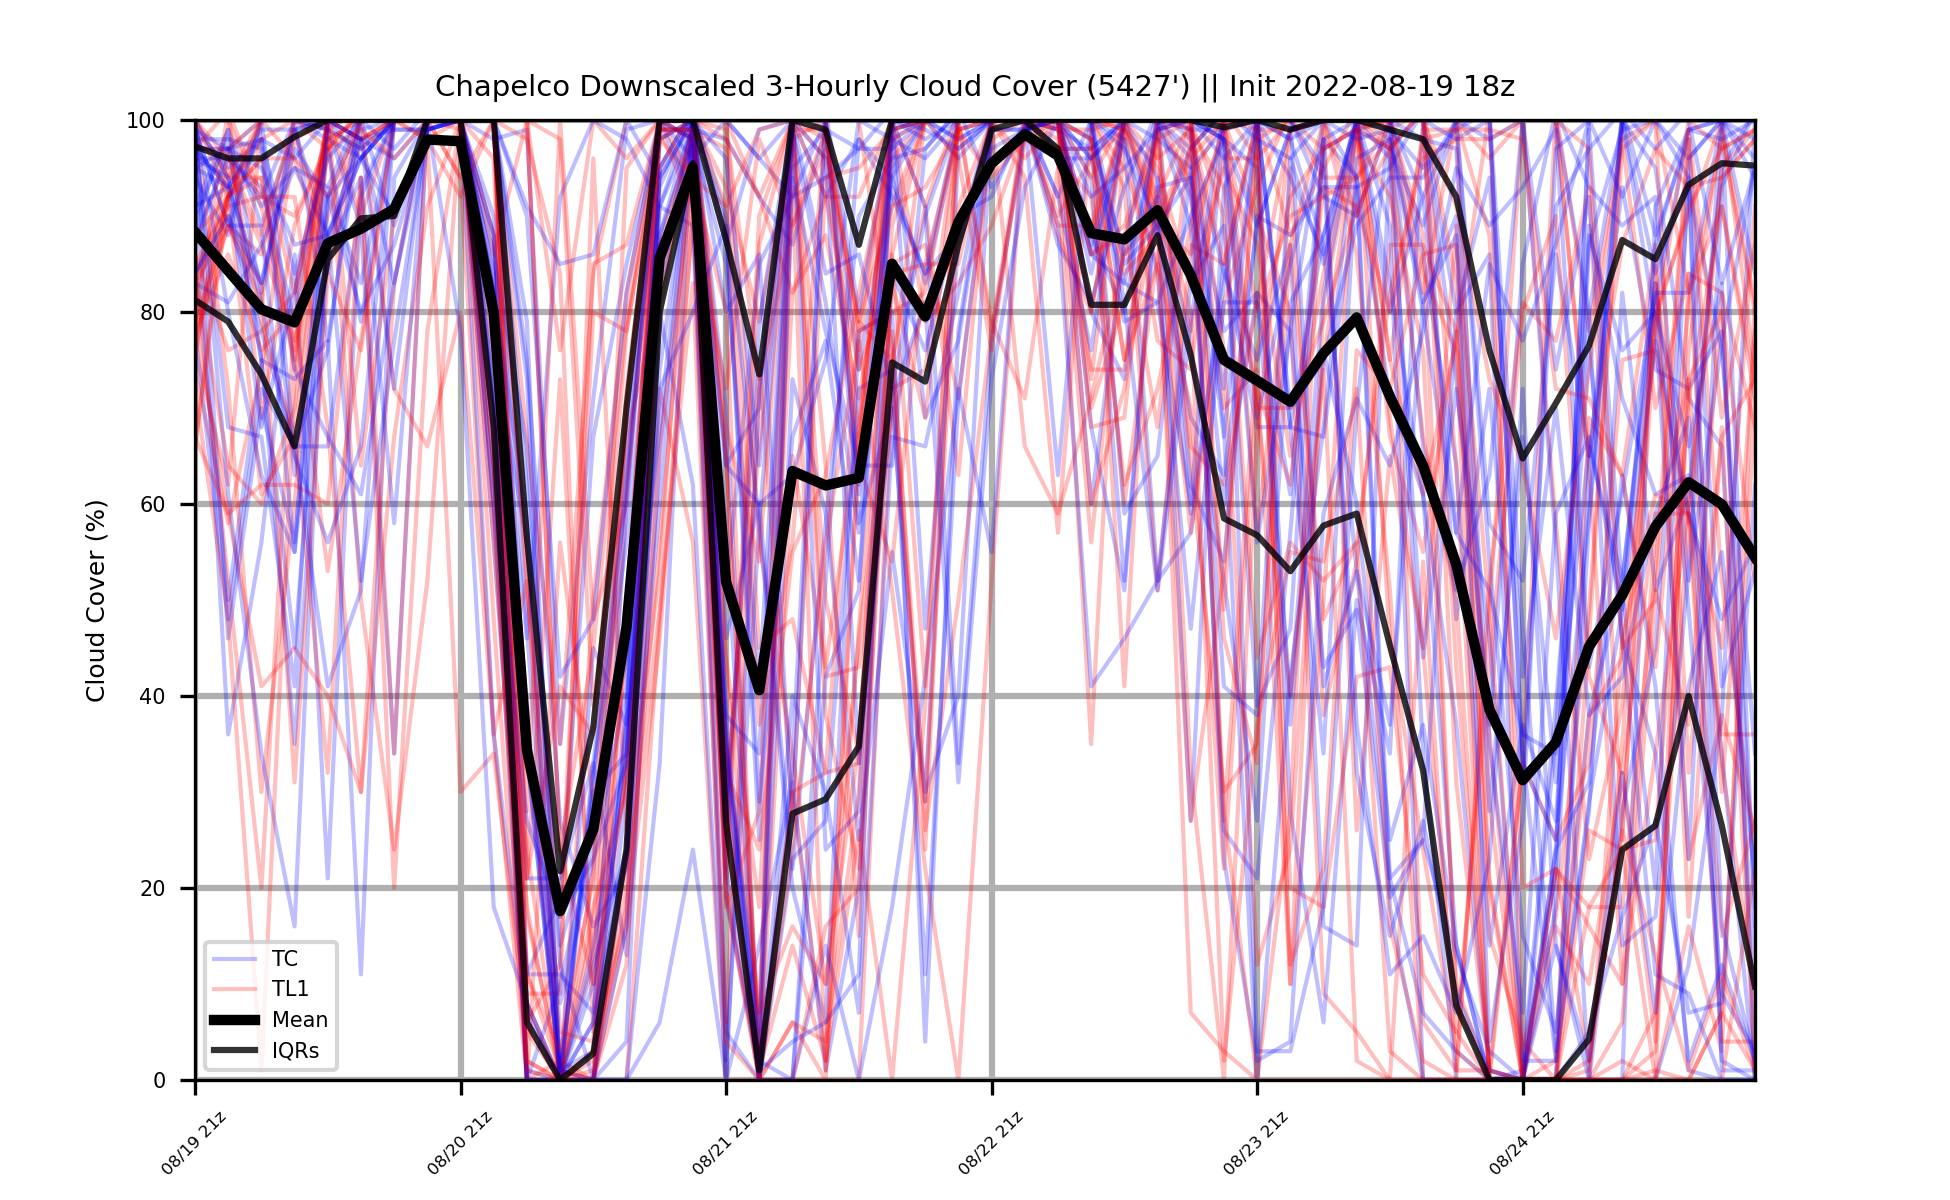 Chapelco Downscaled 3-Hourly Cloud Cover (5427') || Init 2022-08-19 18z
Cloud Cover (%)
100
80
60
40
20
0
TC
TL1
Mean
IQRs
08/19 21z
08/20 21z
08/21 21z
08/22 21z
08/23 21z
08/24 21z